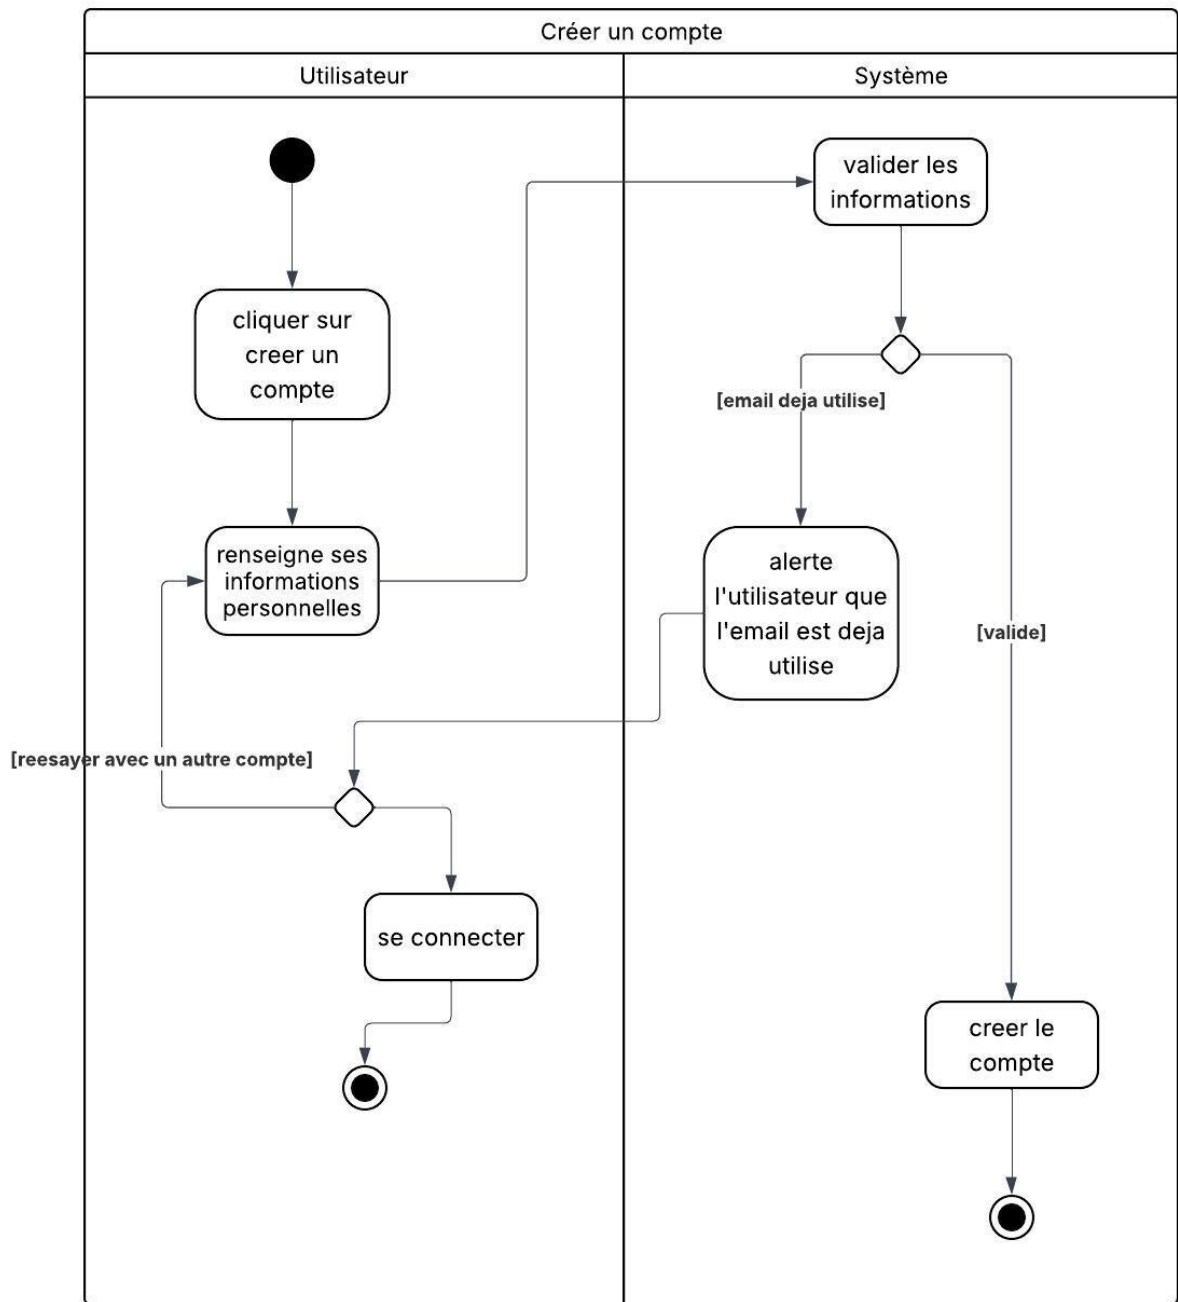 Créer un compte
Utilisateur
Système
valider les
informations
cliquer sur
creer un
compte
[email deja utilise]
renseigne ses
informations
personnelles
alerte
l'utilisateur que
l'email est deja
utilise
[valide]
[reesayer avec un autre compte]
se connecter
creer le
compte